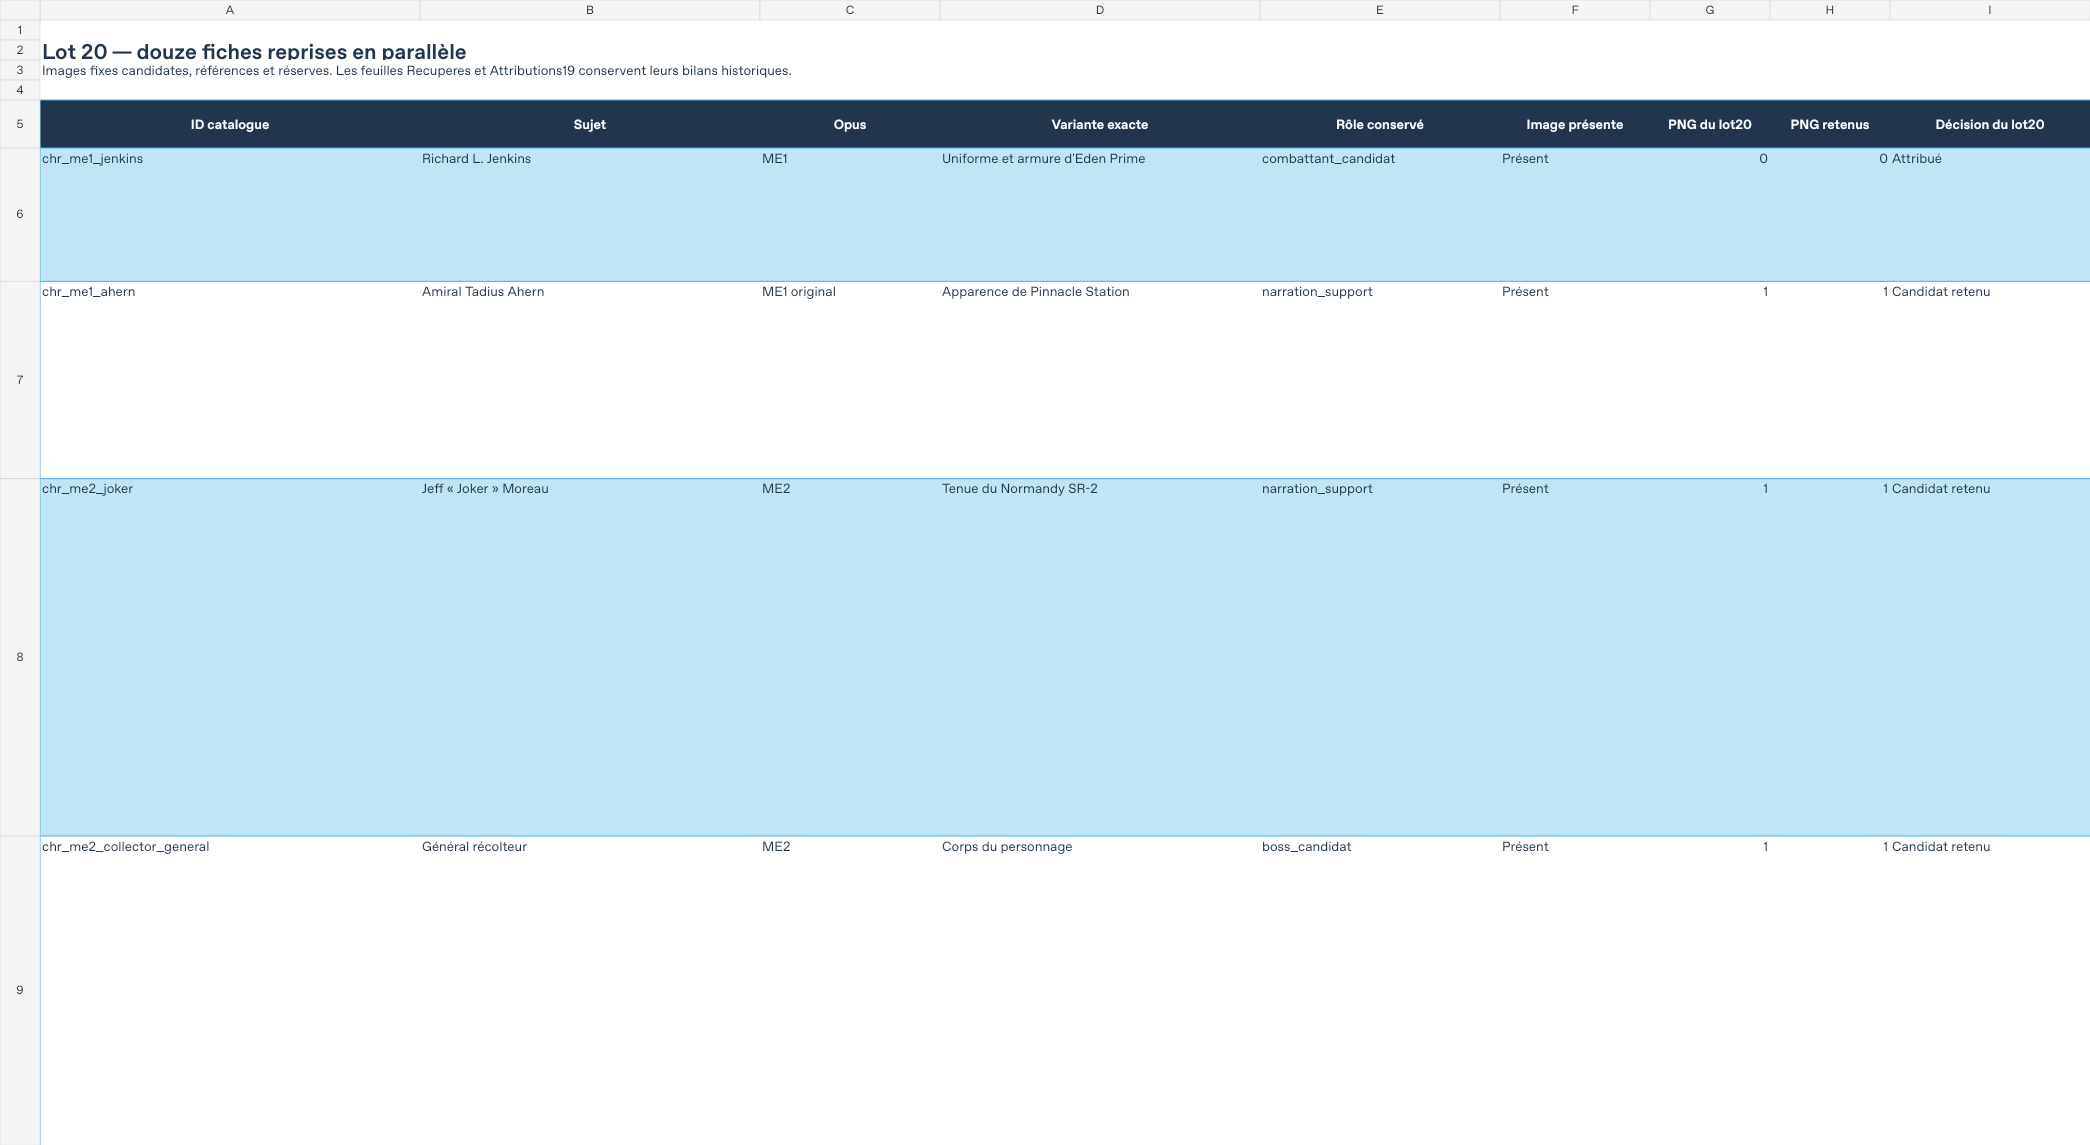 A B C D E F G H I
1
2 Lot 20 — douze fiches reprises en parallèle
3 Images fixes candidates, références et réserves. Les feuilles Recuperes et Attributions19 conservent leurs bilans historiques.
4
5 ID catalogue Sujet Opus Variante exacte Rôle conservé Image présente PNG du lot20 PNG retenus Décision du lot20
6 chr_me1_jenkins Richard L. Jenkins ME1 Uniforme et armure d'Eden Prime combattant_candidat Présent 0 0 Attribué
7 chr_me1_ahern Amiral Tadius Ahern ME1 original Apparence de Pinnacle Station narration_support Présent 1 1 Candidat retenu
8 chr_me2_joker Jeff « Joker » Moreau ME2 Tenue du Normandy SR-2 narration_support Présent 1 1 Candidat retenu
9 chr_me2_collector_general Général récolteur ME2 Corps du personnage boss_candidat Présent 1 1 Candidat retenu